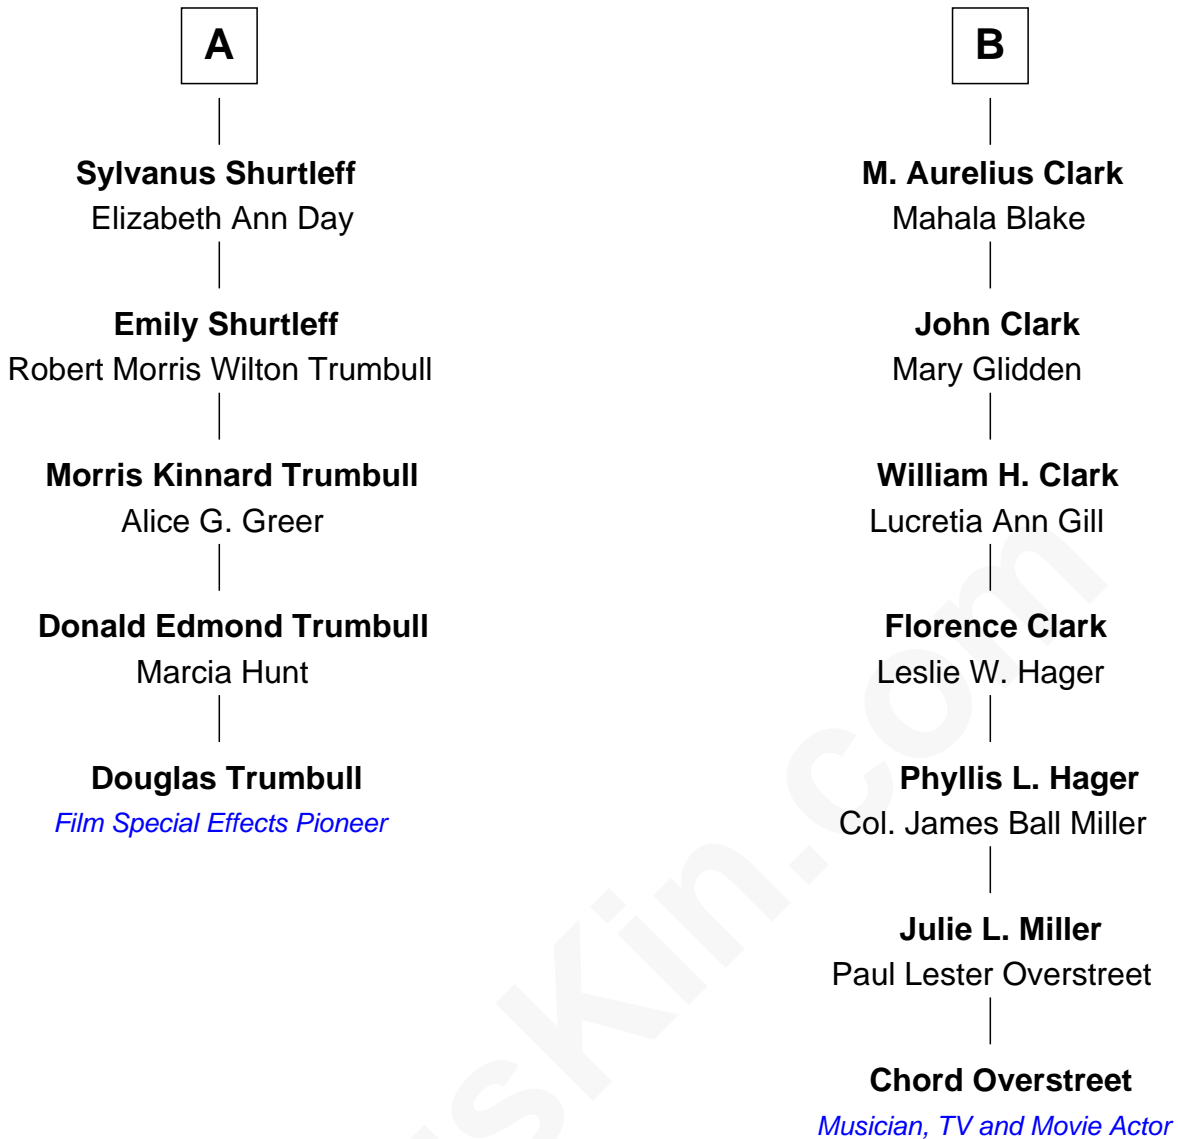 A
Sylvanus Shurtleff
Elizabeth Ann Day
Emily Shurtleff
Robert Morris Wilton Trumbull
Morris Kinnard Trumbull
Alice G. Greer
Donald Edmond Trumbull
Marcia Hunt
Douglas Trumbull
Film Special Effects Pioneer
B
M. Aurelius Clark
Mahala Blake
John Clark
Mary Glidden
William H. Clark
Lucretia Ann Gill
Florence Clark
Leslie W. Hager
Phyllis L. Hager
Col. James Ball Miller
Julie L. Miller
Paul Lester Overstreet
Chord Overstreet
Musician, TV and Movie Actor
usKin.com